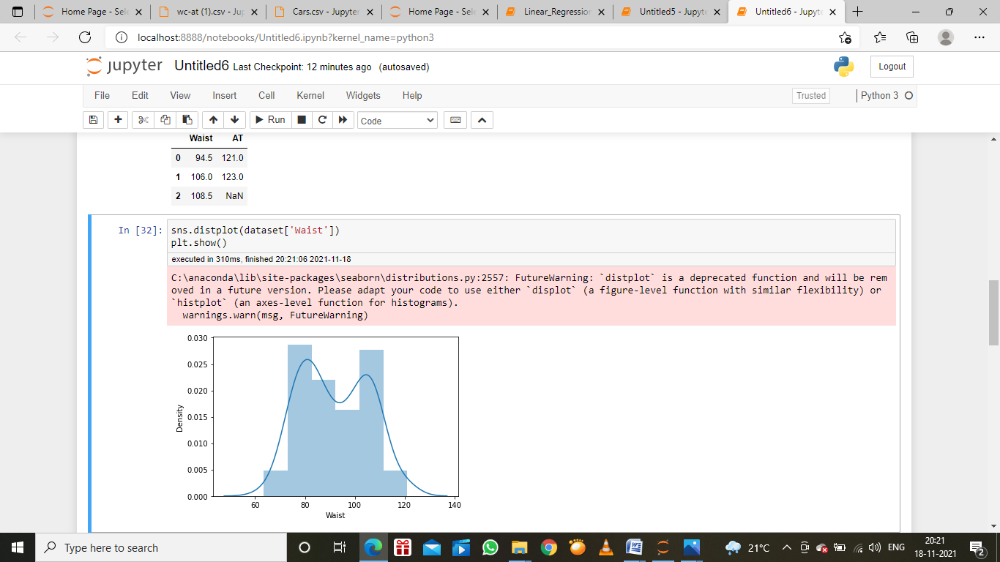 Home Page - Sele
wc-at (1).csv - Jup
Cars.csv - Jupyter
Home Page - Sele
Linear_Regression
Untitled5 - Jupyte
Untitled6 - Jupyte
localhost:8888/notebooks/Untitled6.ipynb?kernel_name=python3
jupyter Untitled6 Last Checkpoint: 12 minutes ago (autosaved)
Logout
File Edit View Insert Cell Kernel Widgets Help
Trusted
Python 3
Run
Code
Waist AT
0 94.5 121.0
1 106.0 123.0
2 108.5 NaN
In [32]: sns.distplot(dataset['Waist'])
plt.show()
executed in 310ms, finished 20:21:06 2021-11-18
C:\anaconda\lib\site-packages\seaborn\distributions.py:2557: FutureWarning: `distplot` is a deprecated function and will be rem
oved in a future version. Please adapt your code to use either `displot` (a figure-level function with similar flexibility) or
`histplot` (an axes-level function for histograms).
warnings.warn(msg, FutureWarning)
0.030
0.025
0.020
0.015
0.010
0.005
0.000
Density
60 80 100 120 140
Waist
Type here to search
21°C
ENG
20:21
18-11-2021
2